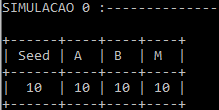 SIMULACAO 0 :--------------
+------+----+----+----+
| Seed | A | B | M |
+------+----+----+----+
| 10 | 10 | 10 | 10 |
+------+----+----+----+